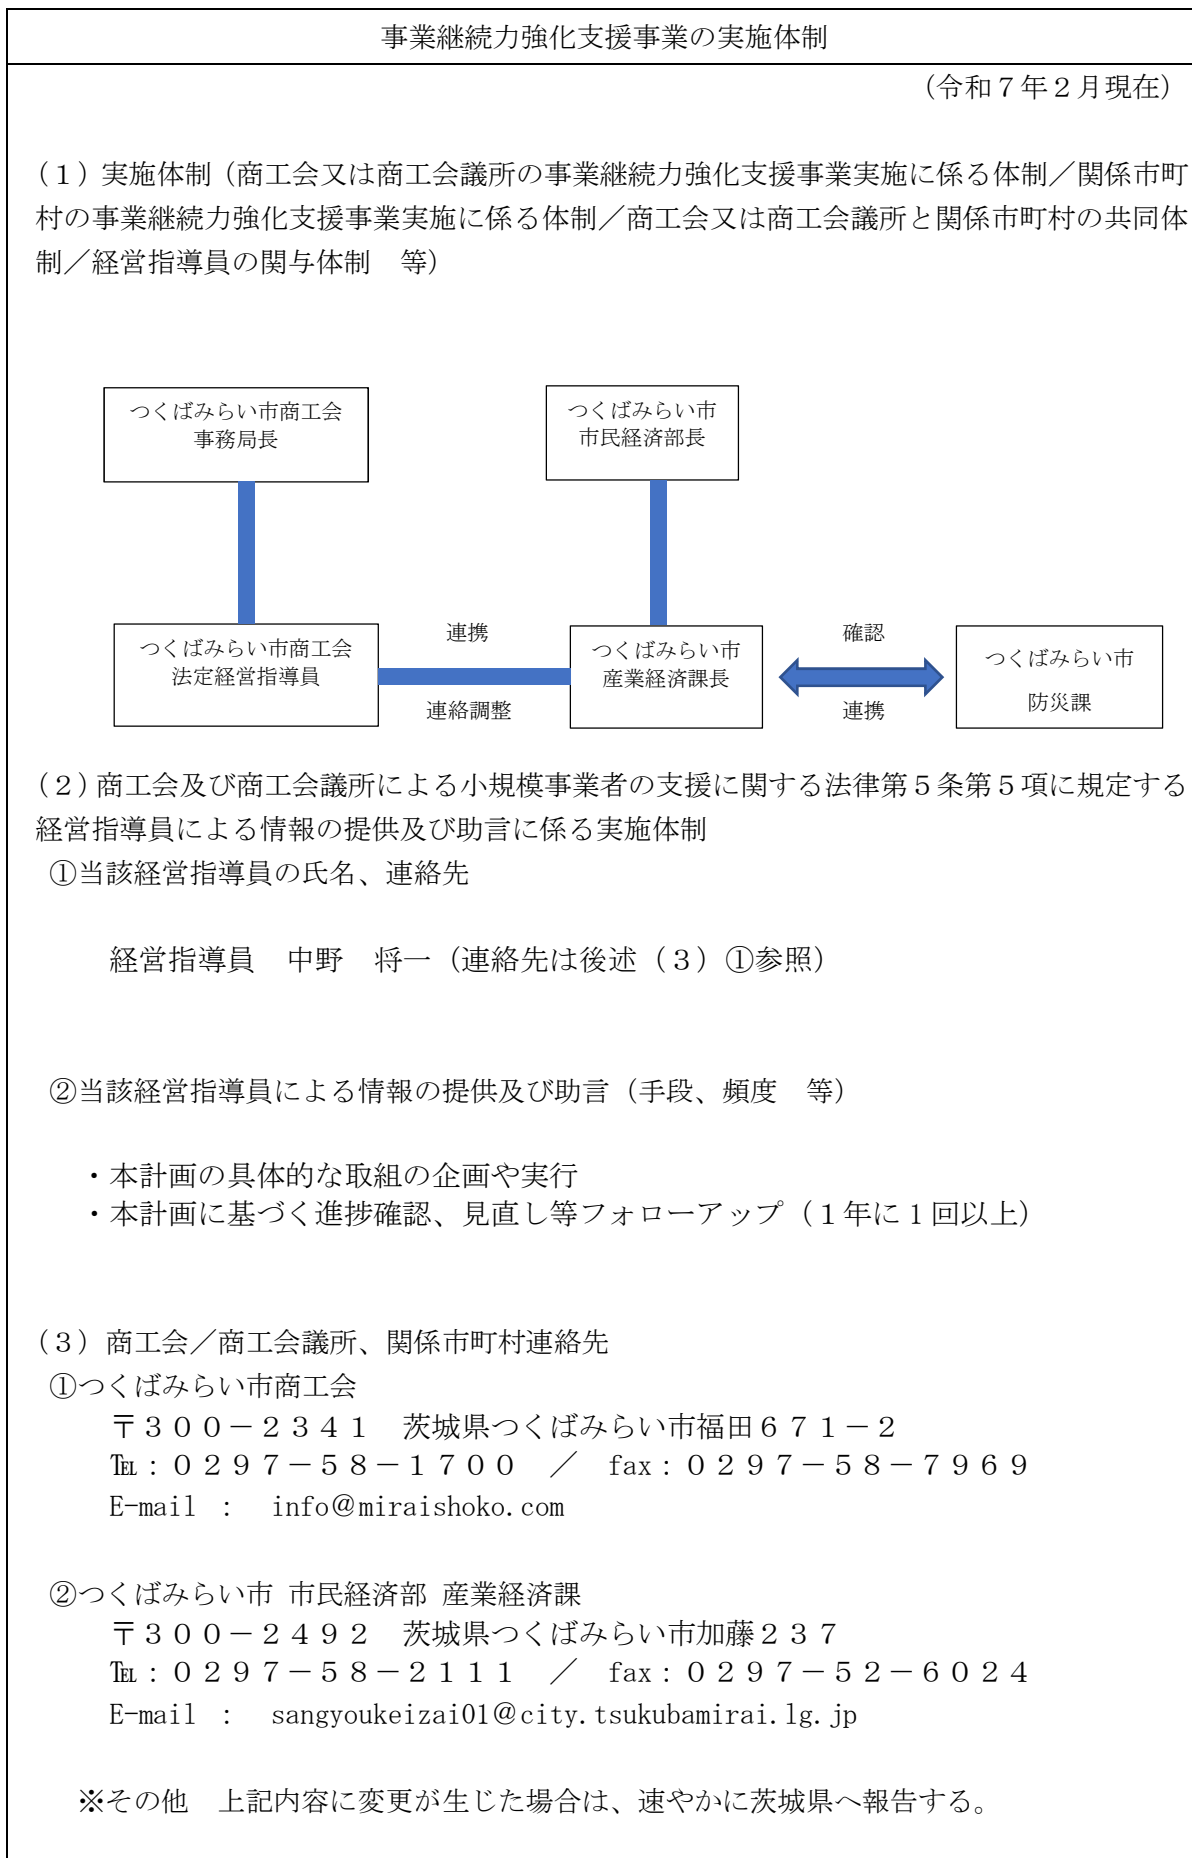 事業継続力強化支援事業の実施体制
（令和７年２月現在）
（１）実施体制（商工会又は商工会議所の事業継続力強化支援事業実施に係る体制／関係市町
村の事業継続力強化支援事業実施に係る体制／商工会又は商工会議所と関係市町村の共同体
制／経営指導員の関与体制　等）
つくばみらい市商工会
事務局長
つくばみらい市
市民経済部長
つくばみらい市商工会
法定経営指導員
連携
連絡調整
つくばみらい市
産業経済課長
確認
連携
つくばみらい市
防災課
（２）商工会及び商工会議所による小規模事業者の支援に関する法律第５条第５項に規定する
経営指導員による情報の提供及び助言に係る実施体制
①当該経営指導員の氏名、連絡先
経営指導員　中野　将一（連絡先は後述（３）①参照）
②当該経営指導員による情報の提供及び助言（手段、頻度　等）
・本計画の具体的な取組の企画や実行
・本計画に基づく進捗確認、見直し等フォローアップ（１年に１回以上）
（３）商工会／商工会議所、関係市町村連絡先
①つくばみらい市商工会
〒３００－２３４１　茨城県つくばみらい市福田６７１－２
℡：０２９７－５８－１７００　／　fax：０２９７－５８－７９６９
E-mail ： info@miraishoko.com
②つくばみらい市 市民経済部 産業経済課
〒３００－２４９２　茨城県つくばみらい市加藤２３７
℡：０２９７－５８－２１１１　／　fax：０２９７－５２－６０２４
E-mail ： sangyoukeizai01@city.tsukubamirai.lg.jp
※その他　上記内容に変更が生じた場合は、速やかに茨城県へ報告する。